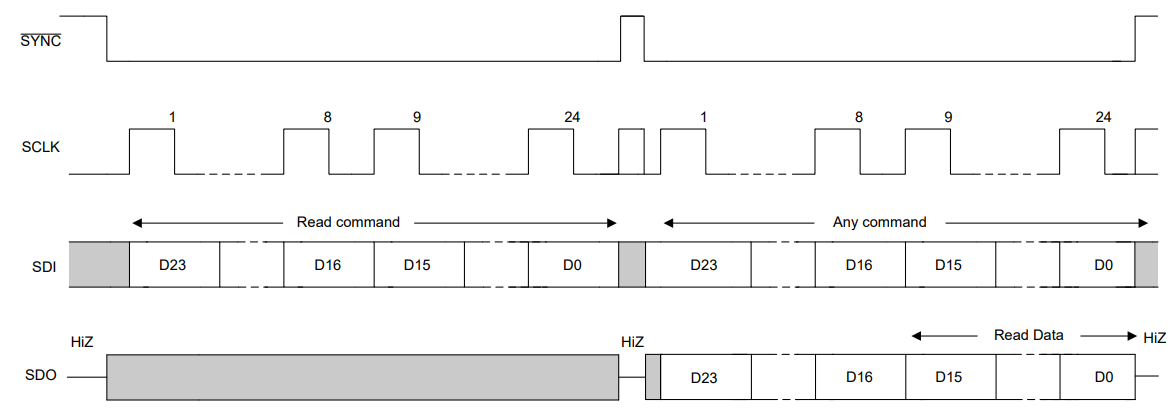 SYNC
1 8 9 24 1 8 9 24
SCLK
Read command Any command
SDI D23 D16 D15 D0 D23 D16 D15 D0
HiZ HiZ Read Data HiZ
SDO D23 D16 D15 D0